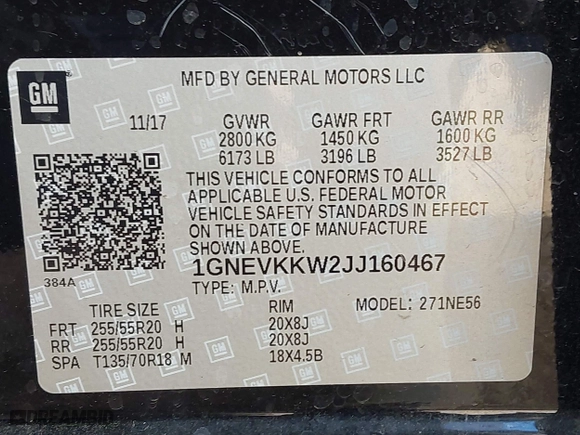 MFD BY GENERAL MOTORS LLC
GM
11/17 GVWR GAWR FRT GAWR RR
2800 KG 1450 KG 1600 KG
6173 LB 3196 LB 3527 LB
THIS VEHICLE CONFORMS TO ALL
APPLICABLE U.S. FEDERAL MOTOR
VEHICLE SAFETY STANDARDS IN EFFECT
ON THE DATE OF MANUFACTURE
SHOWN ABOVE.
384A
1GNEVKKW2JJ160467
TYPE: M.P.V.
TIRE SIZE RIM MODEL: 271NE56
FRT 255/55R20 H 20X8J
RR 255/55R20 H 20X8J
SPA T135/70R18 M 18X4.5B
DREAMBID